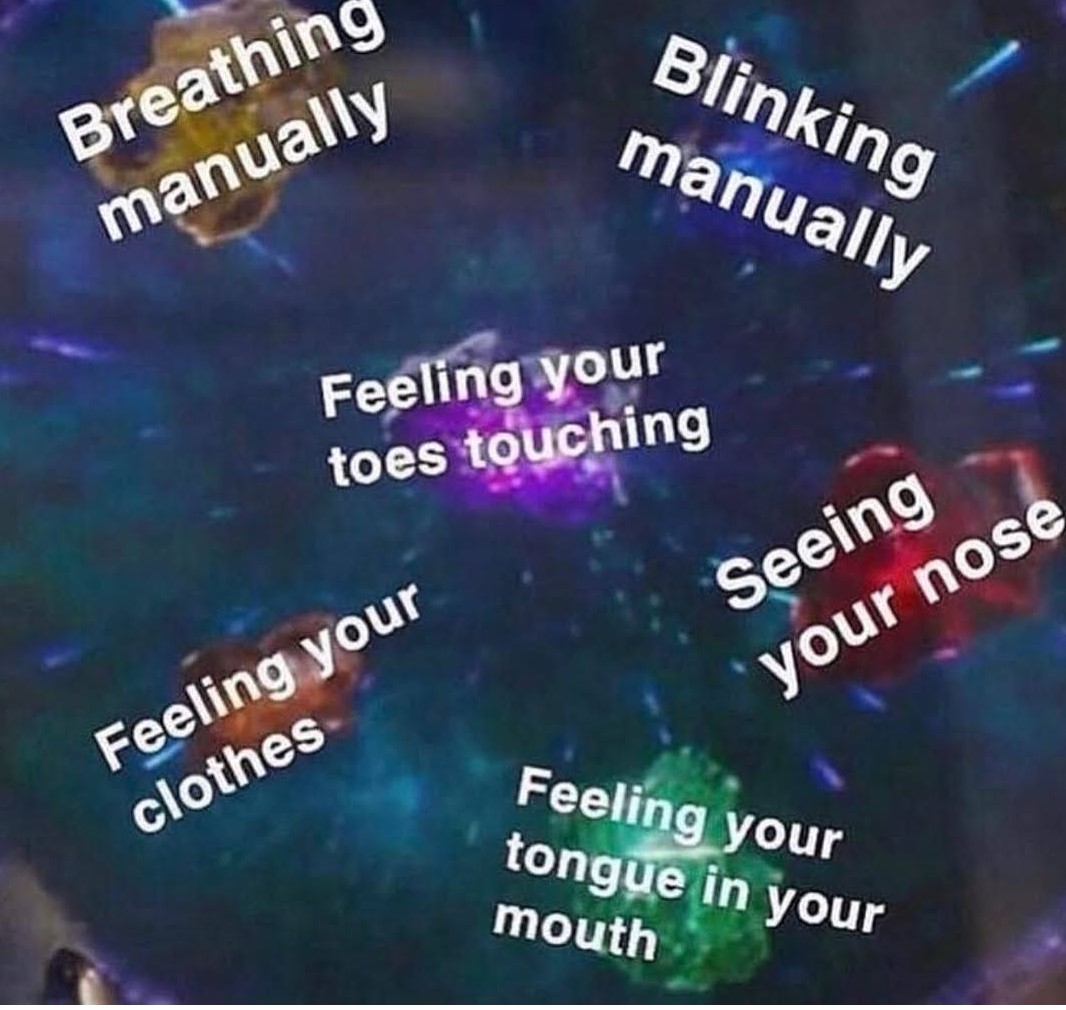 Breathing
manually
Blinking
manually
Feeling your
toes touching
Seeing
your nose
Feeling your
clothes
Feeling your
tongue in your
mouth